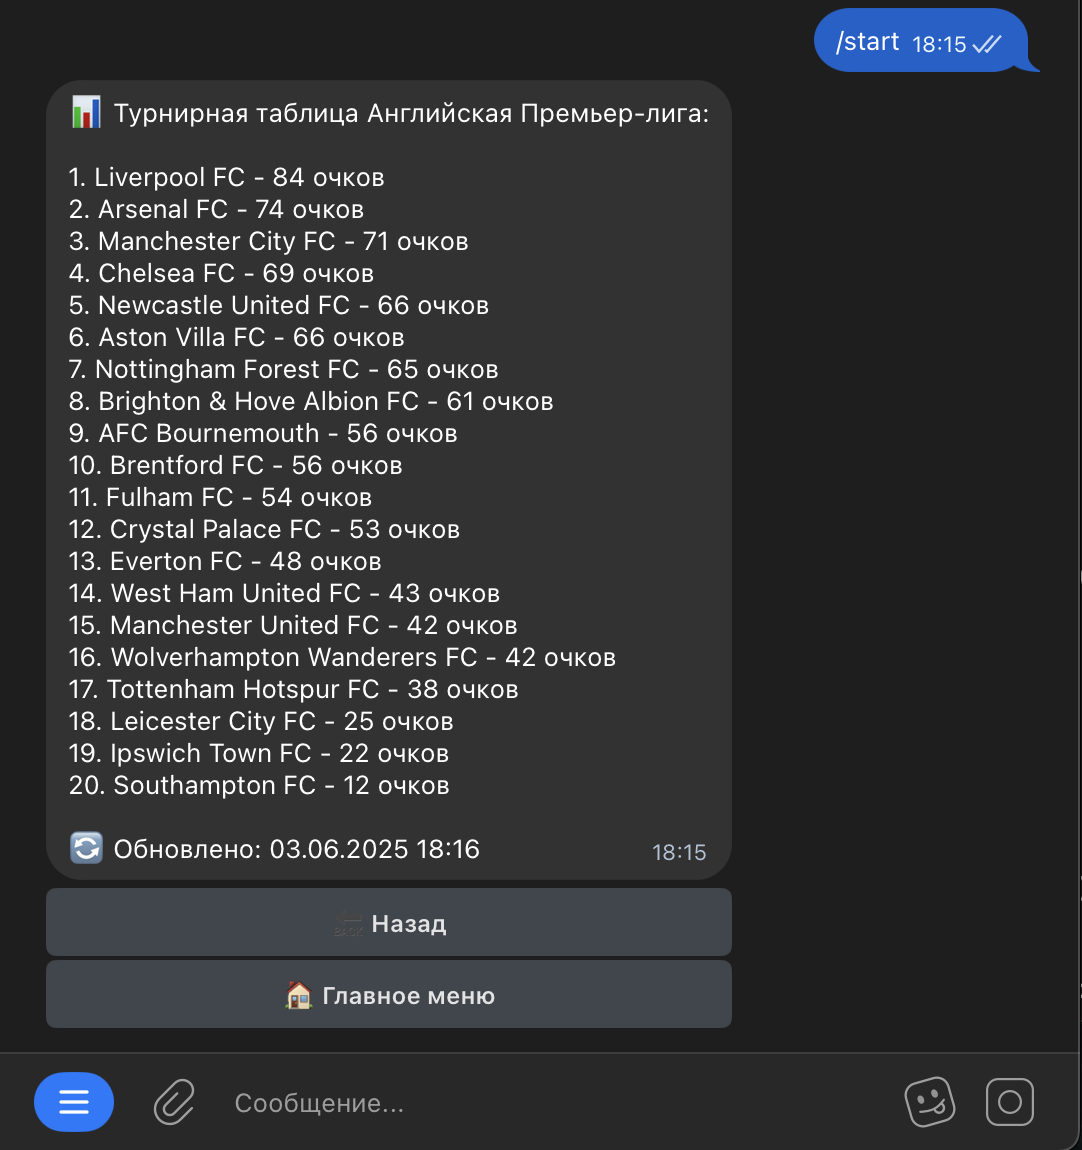 /start 18:15
📊 Турнирная таблица Английская Премьер-лига:
1. Liverpool FC - 84 очков
2. Arsenal FC - 74 очков
3. Manchester City FC - 71 очков
4. Chelsea FC - 69 очков
5. Newcastle United FC - 66 очков
6. Aston Villa FC - 66 очков
7. Nottingham Forest FC - 65 очков
8. Brighton & Hove Albion FC - 61 очков
9. AFC Bournemouth - 56 очков
10. Brentford FC - 56 очков
11. Fulham FC - 54 очков
12. Crystal Palace FC - 53 очков
13. Everton FC - 48 очков
14. West Ham United FC - 43 очков
15. Manchester United FC - 42 очков
16. Wolverhampton Wanderers FC - 42 очков
17. Tottenham Hotspur FC - 38 очков
18. Leicester City FC - 25 очков
19. Ipswich Town FC - 22 очков
20. Southampton FC - 12 очков
🔄 Обновлено: 03.06.2025 18:16 18:15
🔙 Назад
🏠 Главное меню
Сообщение...